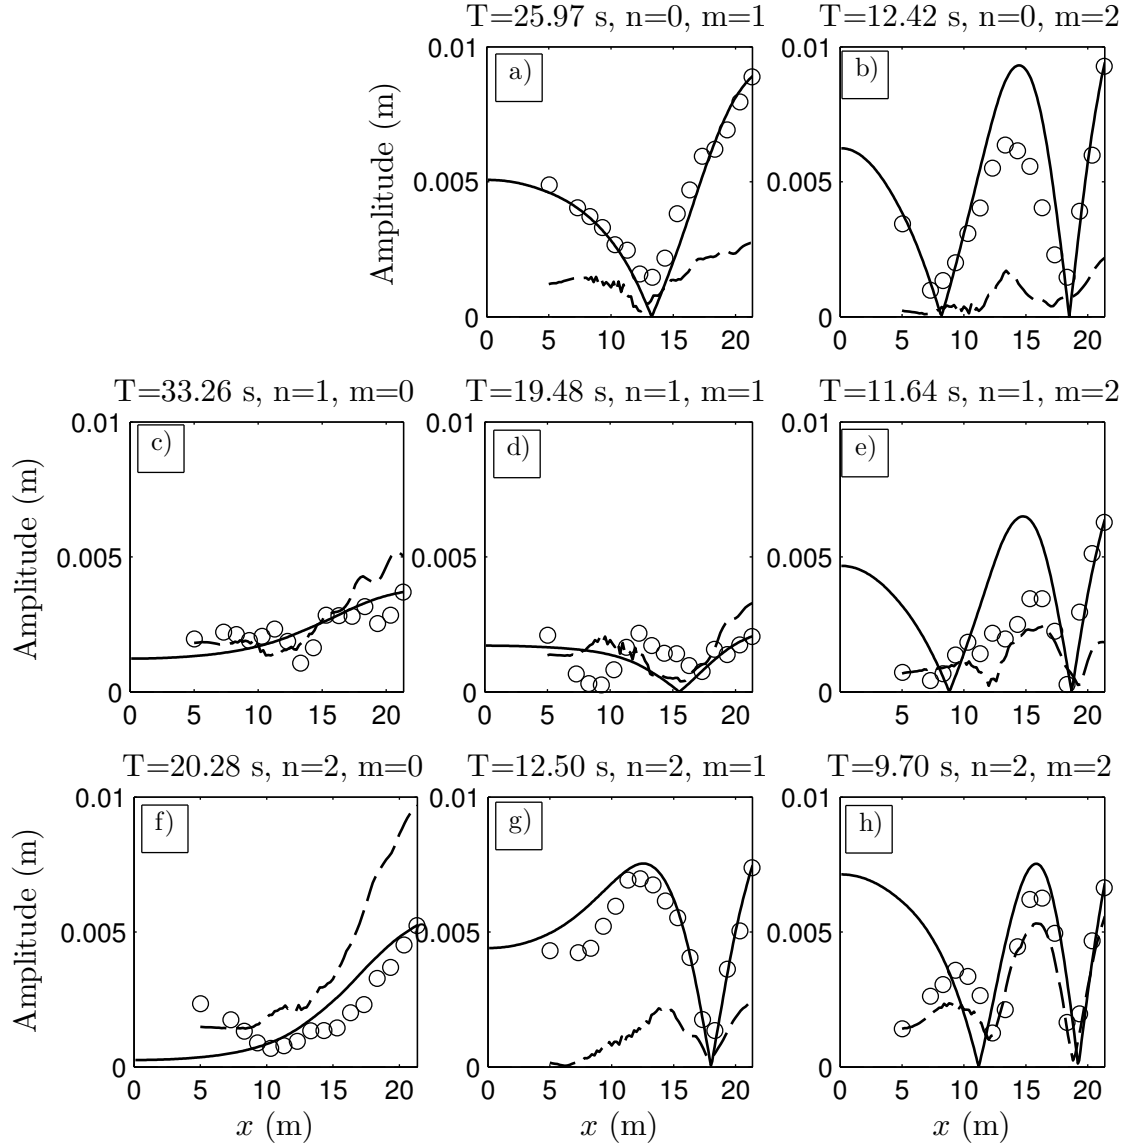 T=25.97 s, n=0, m=1
T=12.42 s, n=0, m=2
Amplitude (m)
0.01
0.005
0
a)
0 5 10 15 20
b)
0.01
0.005
0
0 5 10 15 20
T=33.26 s, n=1, m=0
T=19.48 s, n=1, m=1
T=11.64 s, n=1, m=2
Amplitude (m)
0.01
0.005
0
c)
0 5 10 15 20
0.01
0.005
0
d)
0 5 10 15 20
0.01
0.005
0
e)
5 10 15 20
T=20.28 s, n=2, m=0
T=12.50 s, n=2, m=1
T=9.70 s, n=2, m=2
Amplitude (m)
0.01
0.005
0
f)
0 5 10 15 20
x (m)
0.01
0.005
0
g)
0 5 10 15 20
x (m)
0.01
0.005
0
h)
5 10 15 20
x (m)